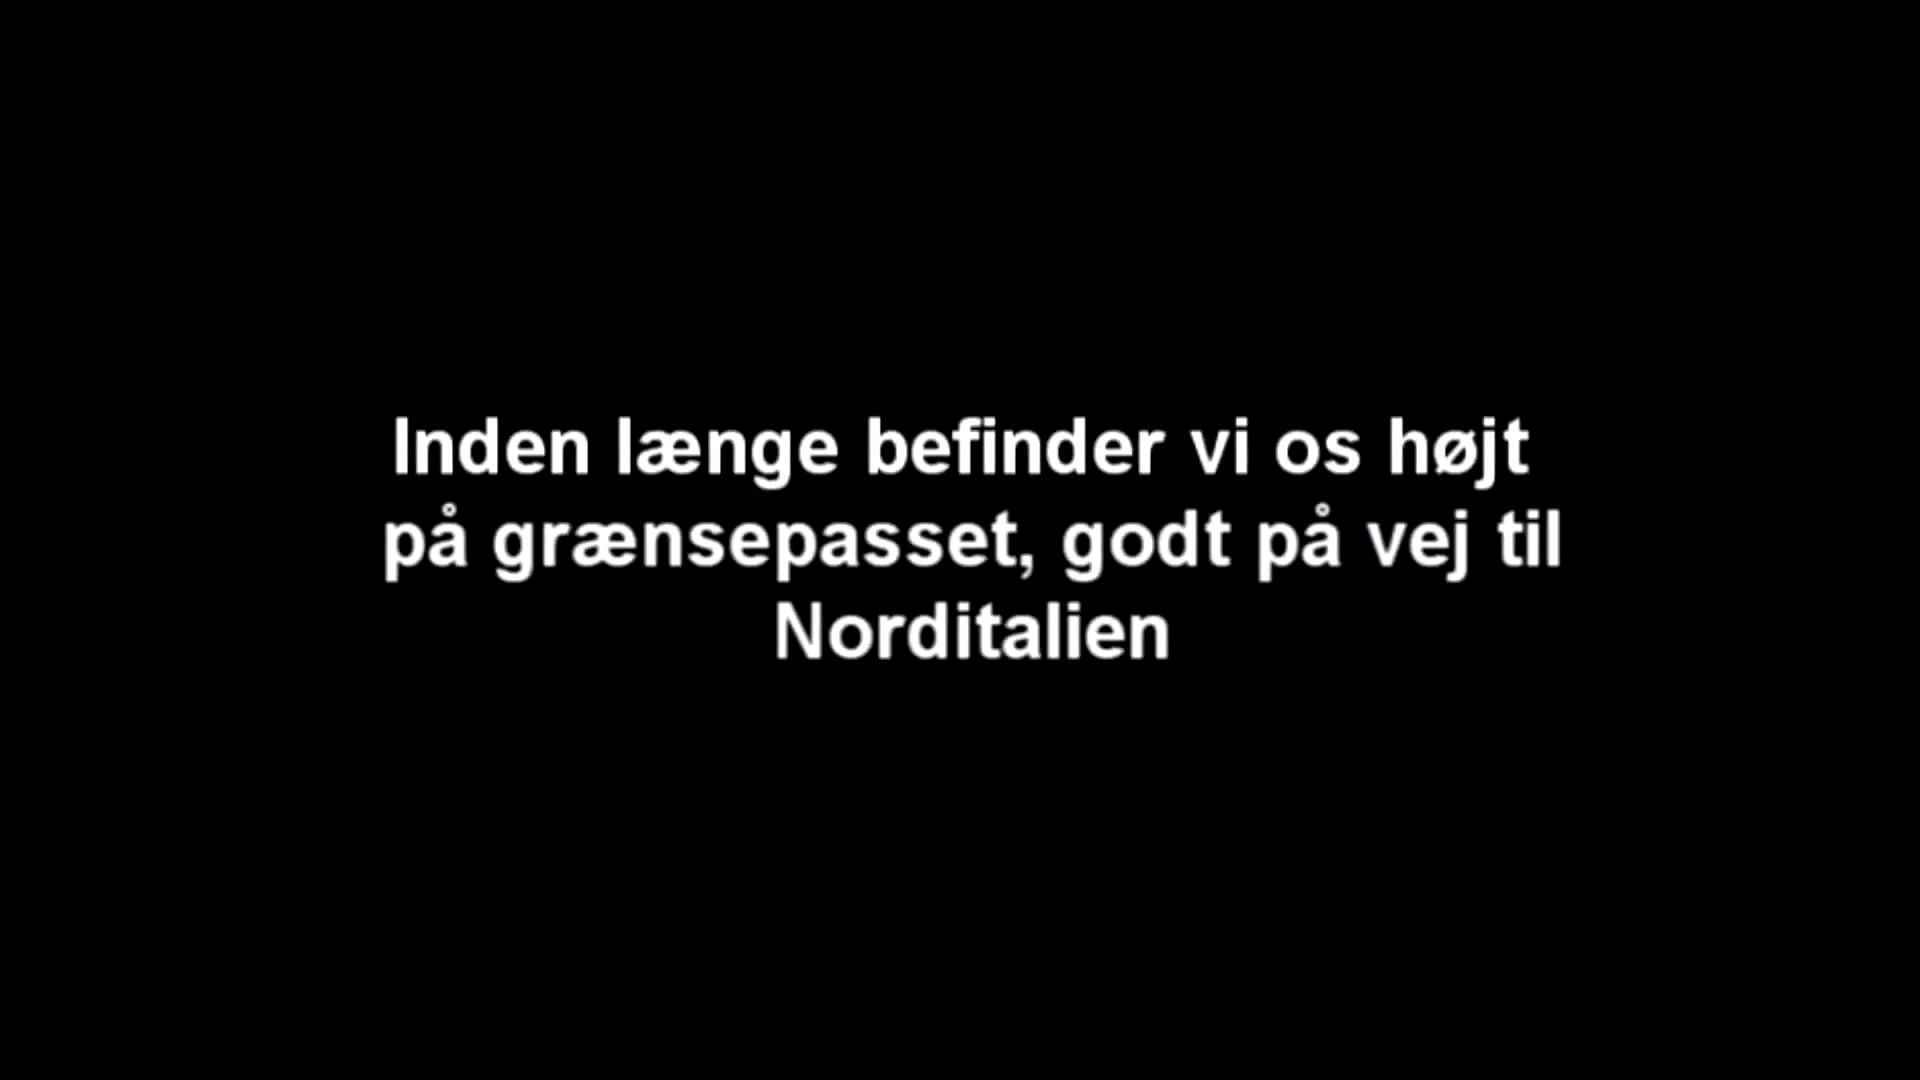 Inden længe befinder vi os højt
på grænsepasset, godt på vej til
Norditalien